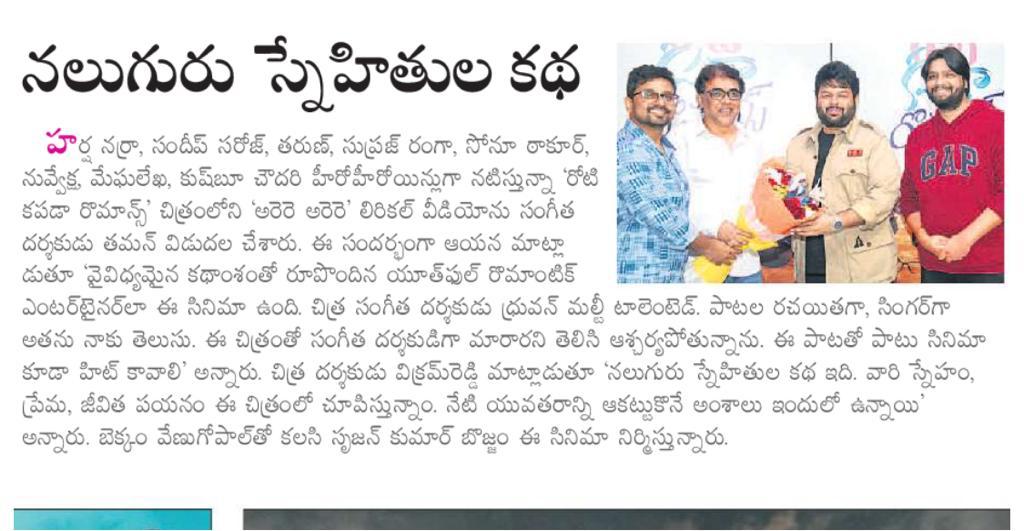 నలుగురు స్నేహితుల కథ
హర్ష నర్రా, సందీప్ సరోజ్, తరుణ్, సుప్రజ్ రంగా, సోనూ ఠాకూర్,
నువ్వేక్ష, మేఘలేఖ, కుష్‌బూ చౌదరి హీరోహీరోయిన్లుగా నటిస్తున్నా ‘రోటి
కపడా రొమాన్స్’ చిత్రంలోని ‘అరెరె అరెరె’ లిరికల్ వీడియోను సంగీత
దర్శకుడు తమన్ విడుదల చేశారు. ఈ సందర్భంగా ఆయన మాట్లా
డుతూ ‘వైవిధ్యమైన కథాంశంతో రూపొందిన యూత్‌ఫుల్ రొమాంటిక్
ఎంటర్‌టైనర్‌లా ఈ సినిమా ఉంది. చిత్ర సంగీత దర్శకుడు ధ్రువన్ మల్టీ టాలెంటెడ్. పాటల రచయితగా, సింగర్‌గా
అతను నాకు తెలుసు. ఈ చిత్రంతో సంగీత దర్శకుడిగా మారారని తెలిసి ఆశ్చర్యపోతున్నాను. ఈ పాటతో పాటు సినిమా
కూడా హిట్ కావాలి’ అన్నారు. చిత్ర దర్శకుడు విక్రమ్‌రెడ్డి మాట్లాడుతూ ‘నలుగురు స్నేహితుల కథ ఇది. వారి స్నేహం,
ప్రేమ, జీవిత పయనం ఈ చిత్రంలో చూపిస్తున్నాం. నేటి యువతరాన్ని ఆకట్టుకొనే అంశాలు ఇందులో ఉన్నాయి’
అన్నారు. బెక్కం వేణుగోపాల్‌తో కలసి సృజన్ కుమార్ బొజ్జం ఈ సినిమా నిర్మిస్తున్నారు.
GAP